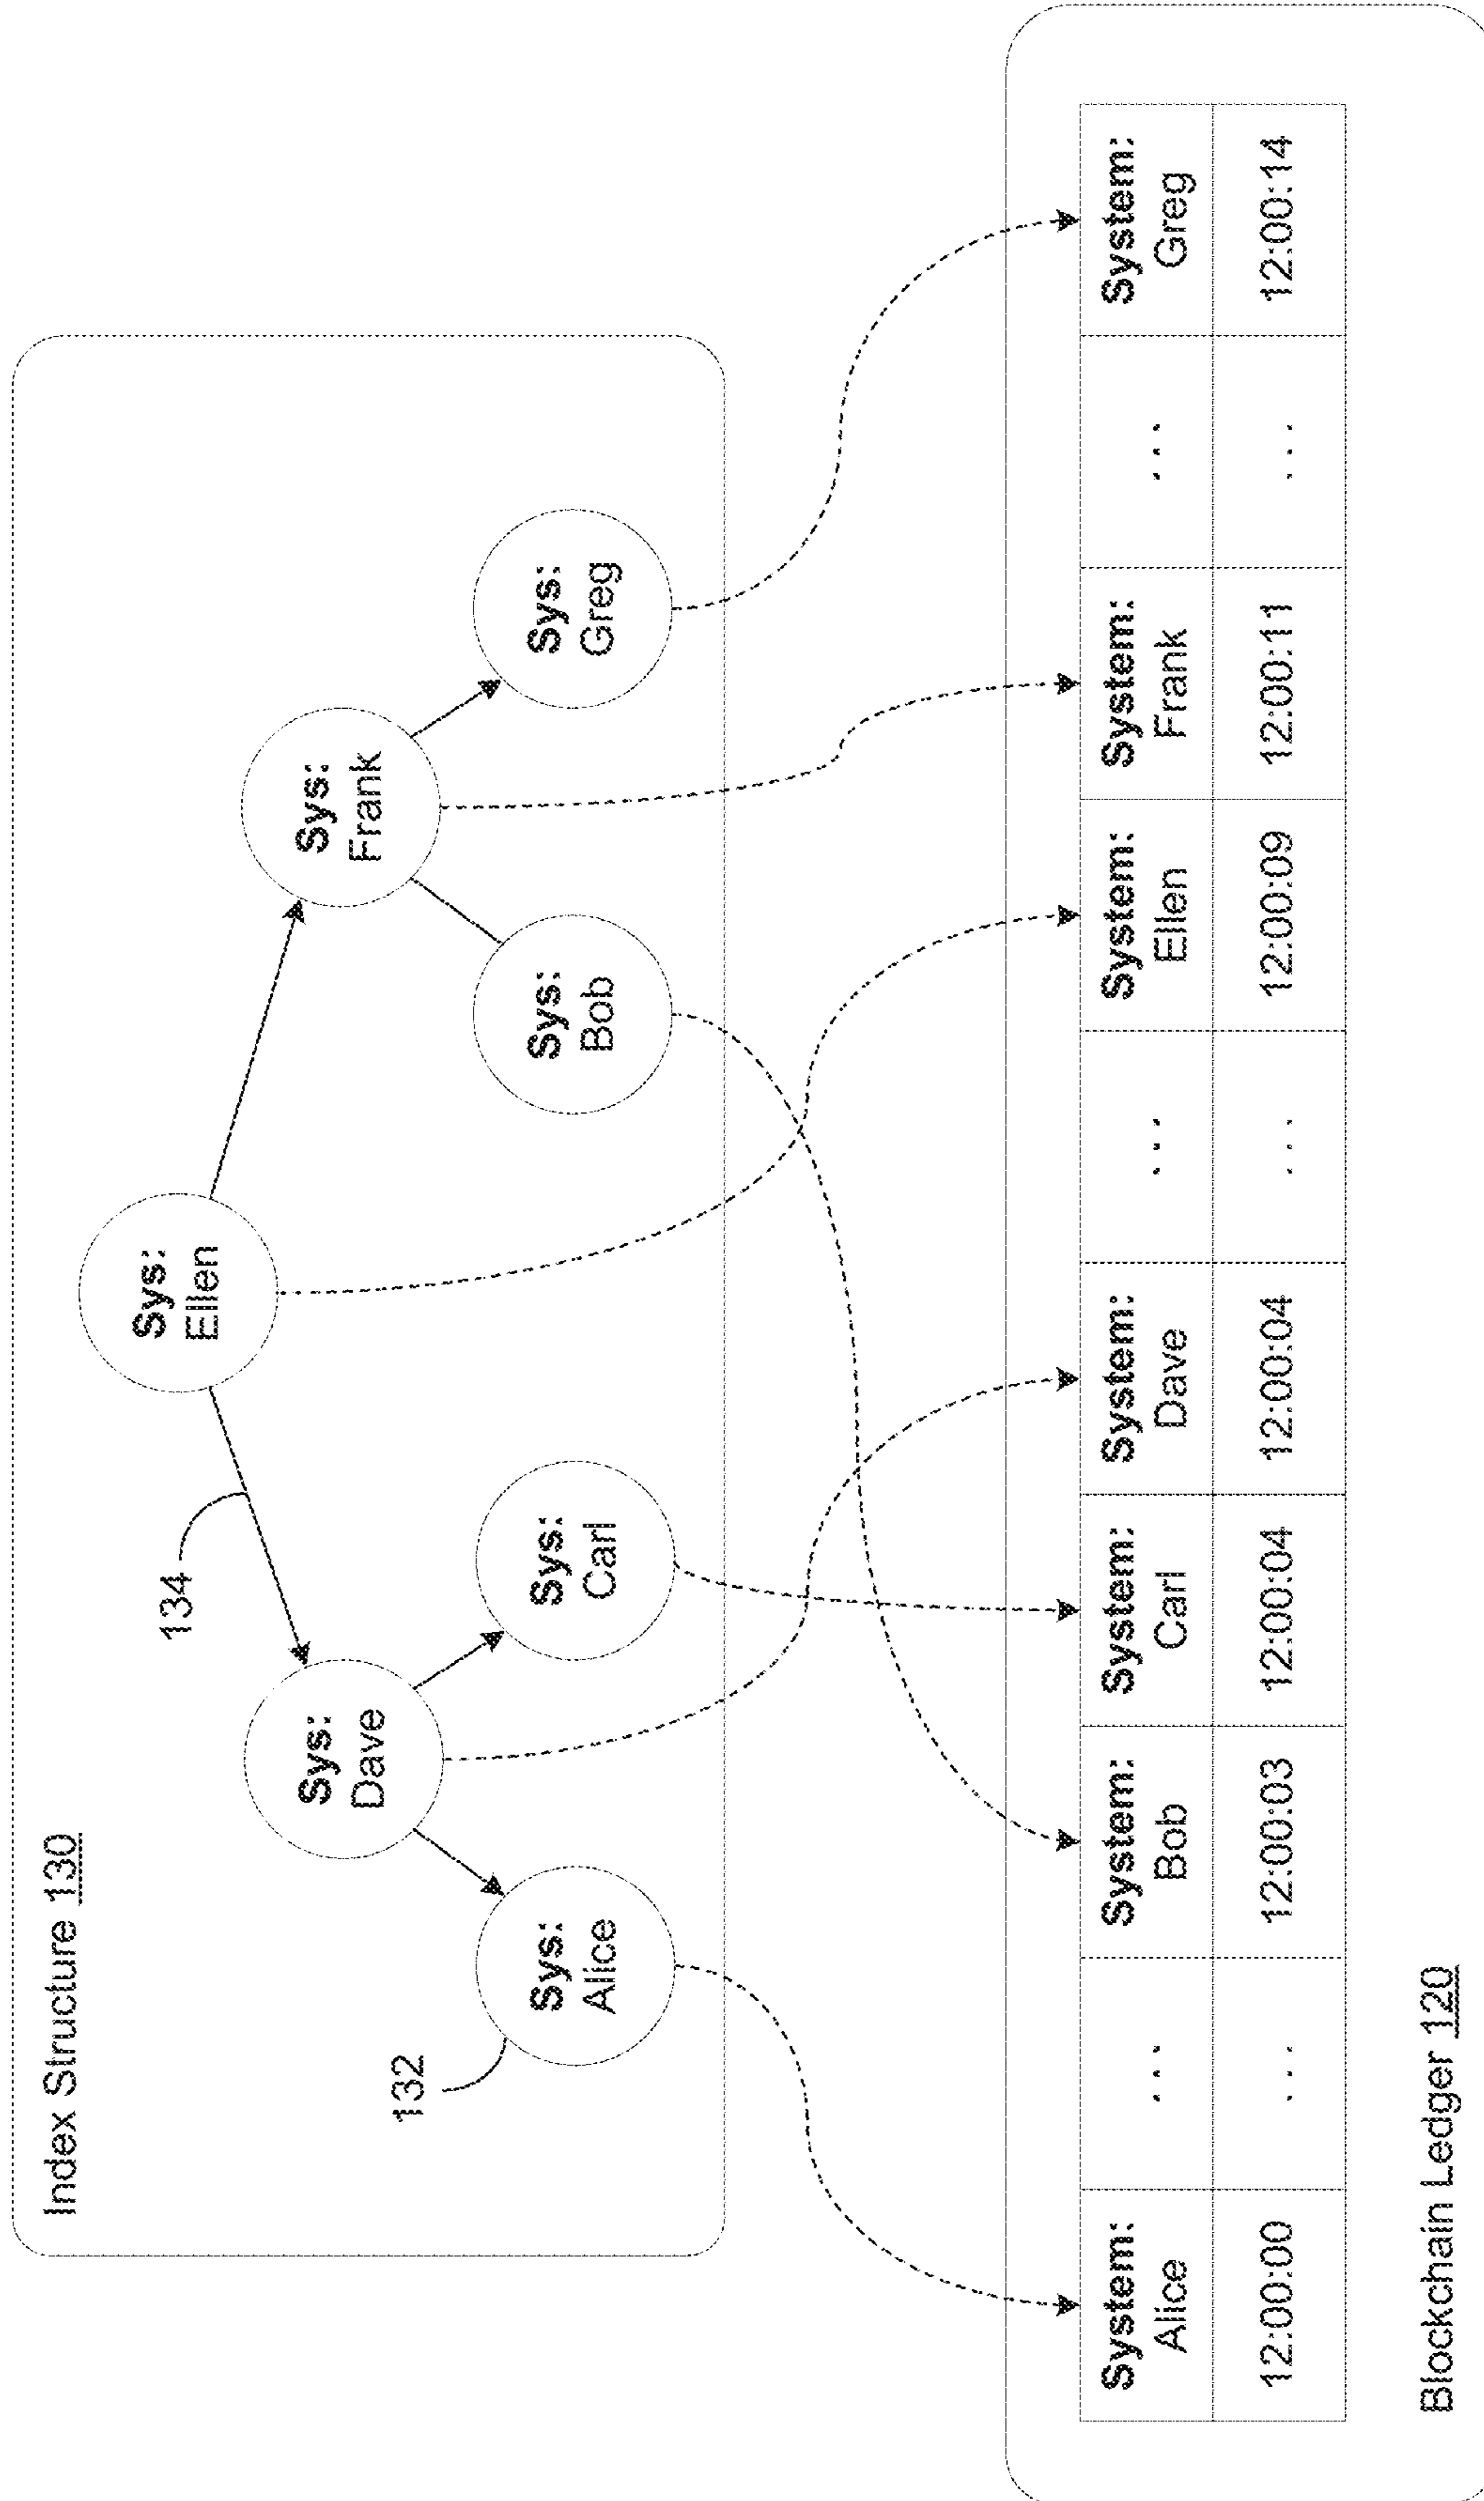 Index Structure 130
134
132
Sys:
Ellen
Sys:
Dave
Sys:
Frank
Sys:
Alice
Sys:
Carl
Sys:
Bob
Sys:
Greg
System:
Alice
. . .
System:
Bob
System:
Carl
System:
Dave
. . .
System:
Ellen
System:
Frank
. . .
System:
Greg
12:00:00
. . .
12:00:03
12:00:04
12:00:04
. . .
12:00:09
12:00:11
. . .
12:00:14
Blockchain Ledger 120